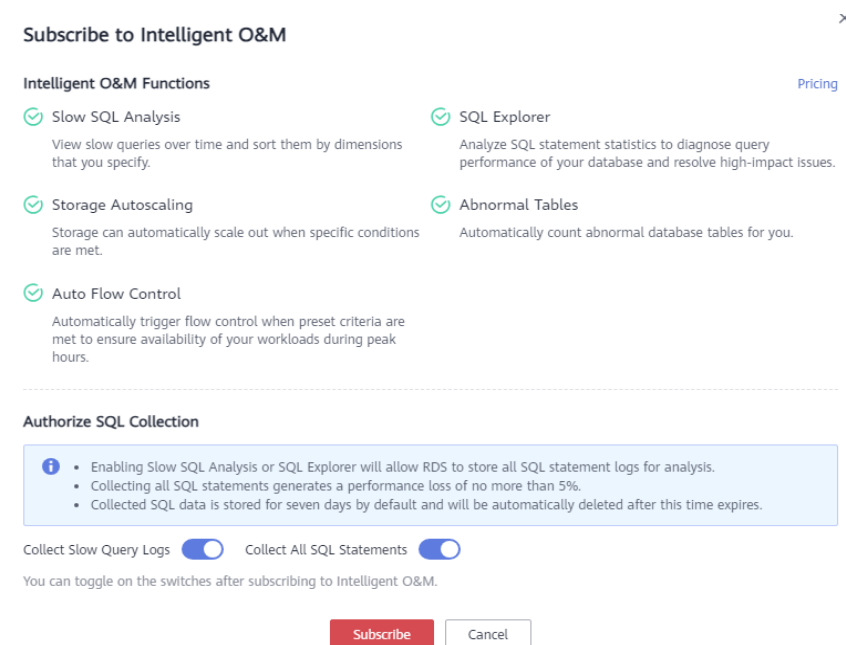 Subscribe to Intelligent O&M
Intelligent O&M Functions
Pricing
Slow SQL Analysis
View slow queries over time and sort them by dimensions
that you specify.
SQL Explorer
Analyze SQL statement statistics to diagnose query
performance of your database and resolve high-impact issues.
Storage Autoscaling
Storage can automatically scale out when specific conditions
are met.
Abnormal Tables
Automatically count abnormal database tables for you.
Auto Flow Control
Automatically trigger flow control when preset criteria are
met to ensure availability of your workloads during peak
hours.
Authorize SQL Collection
• Enabling Slow SQL Analysis or SQL Explorer will allow RDS to store all SQL statement logs for analysis.
• Collecting all SQL statements generates a performance loss of no more than 5%.
• Collected SQL data is stored for seven days by default and will be automatically deleted after this time expires.
Collect Slow Query Logs
Collect All SQL Statements
You can toggle on the switches after subscribing to Intelligent O&M.
Subscribe
Cancel